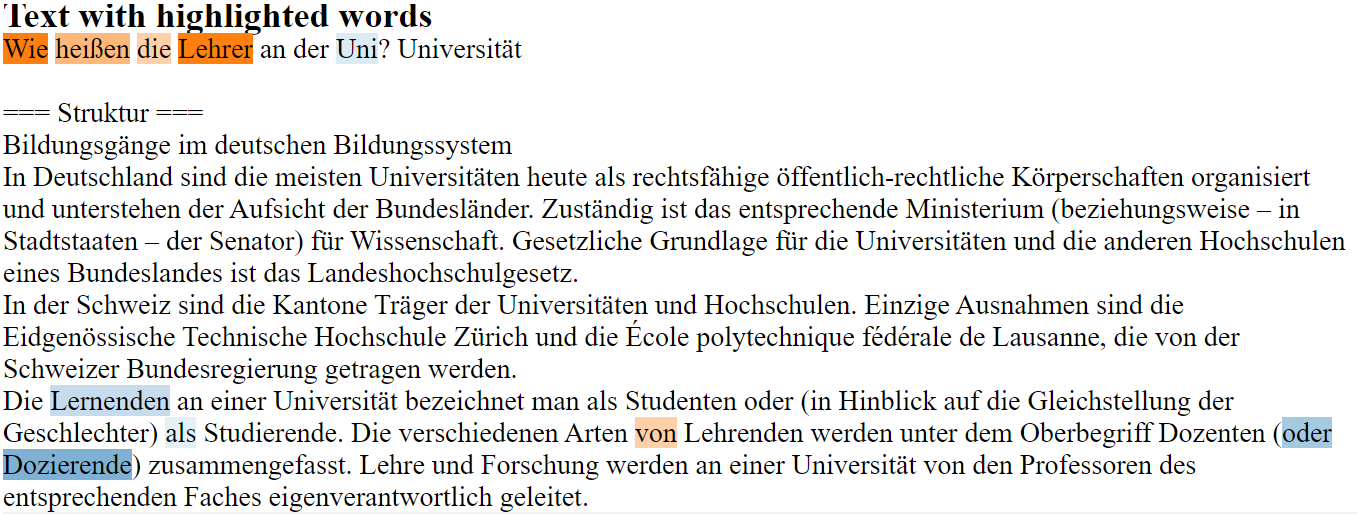 Text with highlighted words
Wie heißen die Lehrer an der Uni? Universität
=== Struktur ===
Bildungsgänge im deutschen Bildungssystem
In Deutschland sind die meisten Universitäten heute als rechtsfähige öffentlich-rechtliche Körperschaften organisiert
und unterstehen der Aufsicht der Bundesländer. Zuständig ist das entsprechende Ministerium (beziehungsweise – in
Stadtstaaten – der Senator) für Wissenschaft. Gesetzliche Grundlage für die Universitäten und die anderen Hochschulen
eines Bundeslandes ist das Landeshochschulgesetz.
In der Schweiz sind die Kantone Träger der Universitäten und Hochschulen. Einzige Ausnahmen sind die
Eidgenössische Technische Hochschule Zürich und die École polytechnique fédérale de Lausanne, die von der
Schweizer Bundesregierung getragen werden.
Die Lernenden an einer Universität bezeichnet man als Studenten oder (in Hinblick auf die Gleichstellung der
Geschlechter) als Studierende. Die verschiedenen Arten von Lehrenden werden unter dem Oberbegriff Dozenten (oder
Dozierende) zusammengefasst. Lehre und Forschung werden an einer Universität von den Professoren des
entsprechenden Faches eigenverantwortlich geleitet.